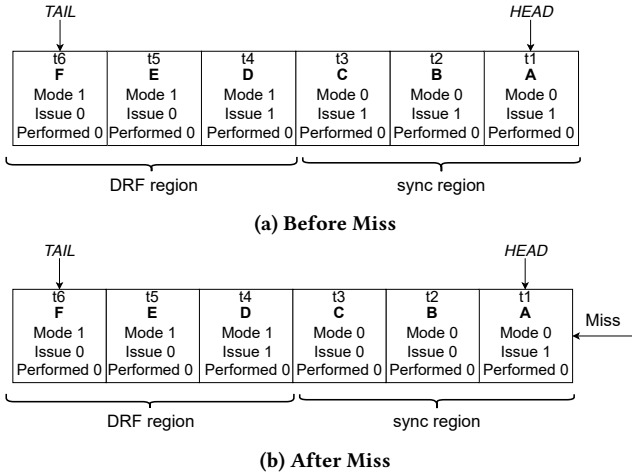 TAIL HEAD
t6 t5 t4 t3 t2 t1
F E D C B A
Mode 1 Mode 1 Mode 1 Mode 0 Mode 0 Mode 0
Issue 0 Issue 0 Issue 1 Issue 1 Issue 1 Issue 1
Performed 0 Performed 0 Performed 0 Performed 0 Performed 0 Performed 0
DRF region sync region
(a) Before Miss
TAIL HEAD
t6 t5 t4 t3 t2 t1
F E D C B A
Miss
Mode 1 Mode 1 Mode 1 Mode 0 Mode 0 Mode 0
Issue 0 Issue 0 Issue 1 Issue 0 Issue 0 Issue 1
Performed 0 Performed 0 Performed 0 Performed 0 Performed 0 Performed 0
DRF region sync region
(b) After Miss